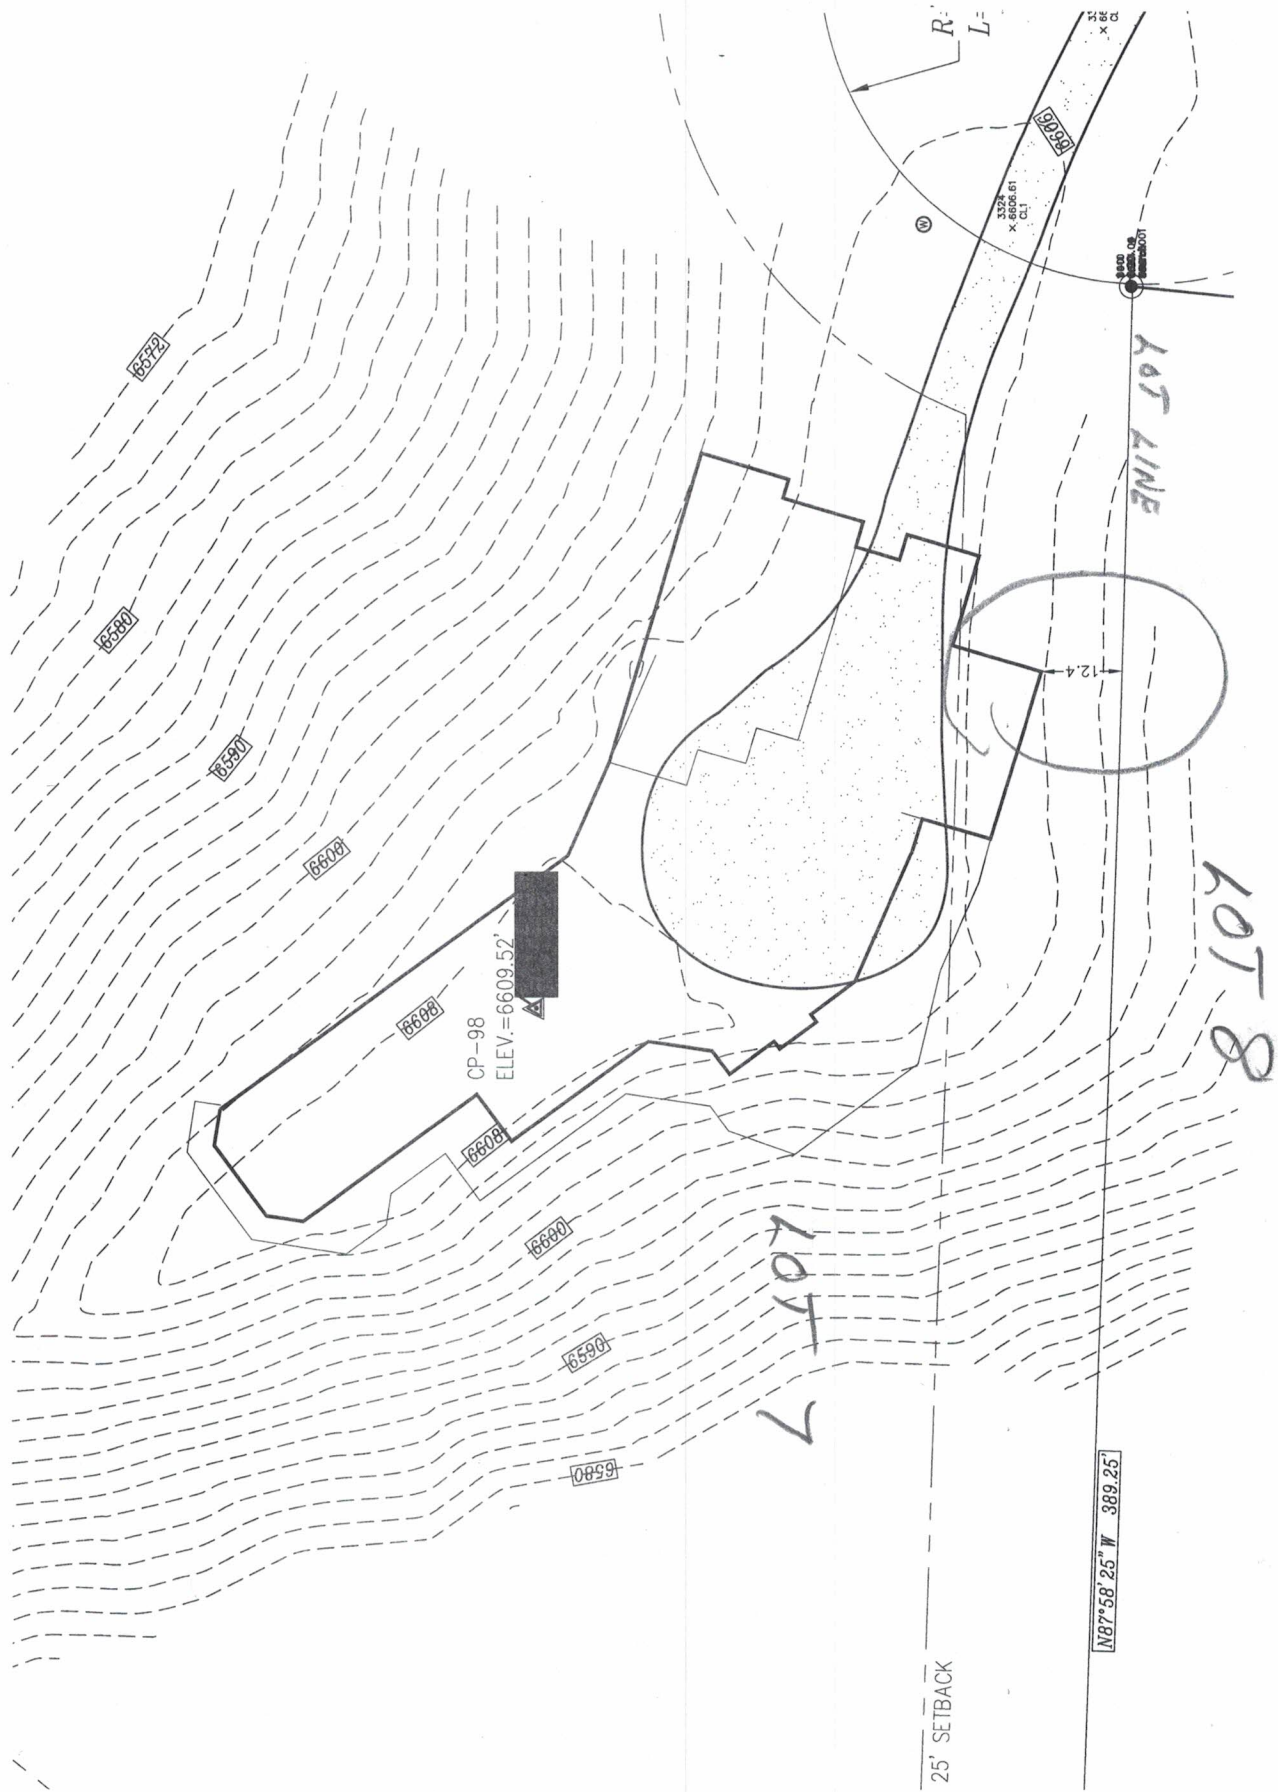 R=
L=
3324
×6606.61
CL1
6606
W
LOT LINE
12.4
LOT 8
6572
6580
6590
6600
6608
CP-98
ELEV.=6609.52'
6608
6600
6590
6580
LOT 7
N87°58'25"W 389.25'
25' SETBACK